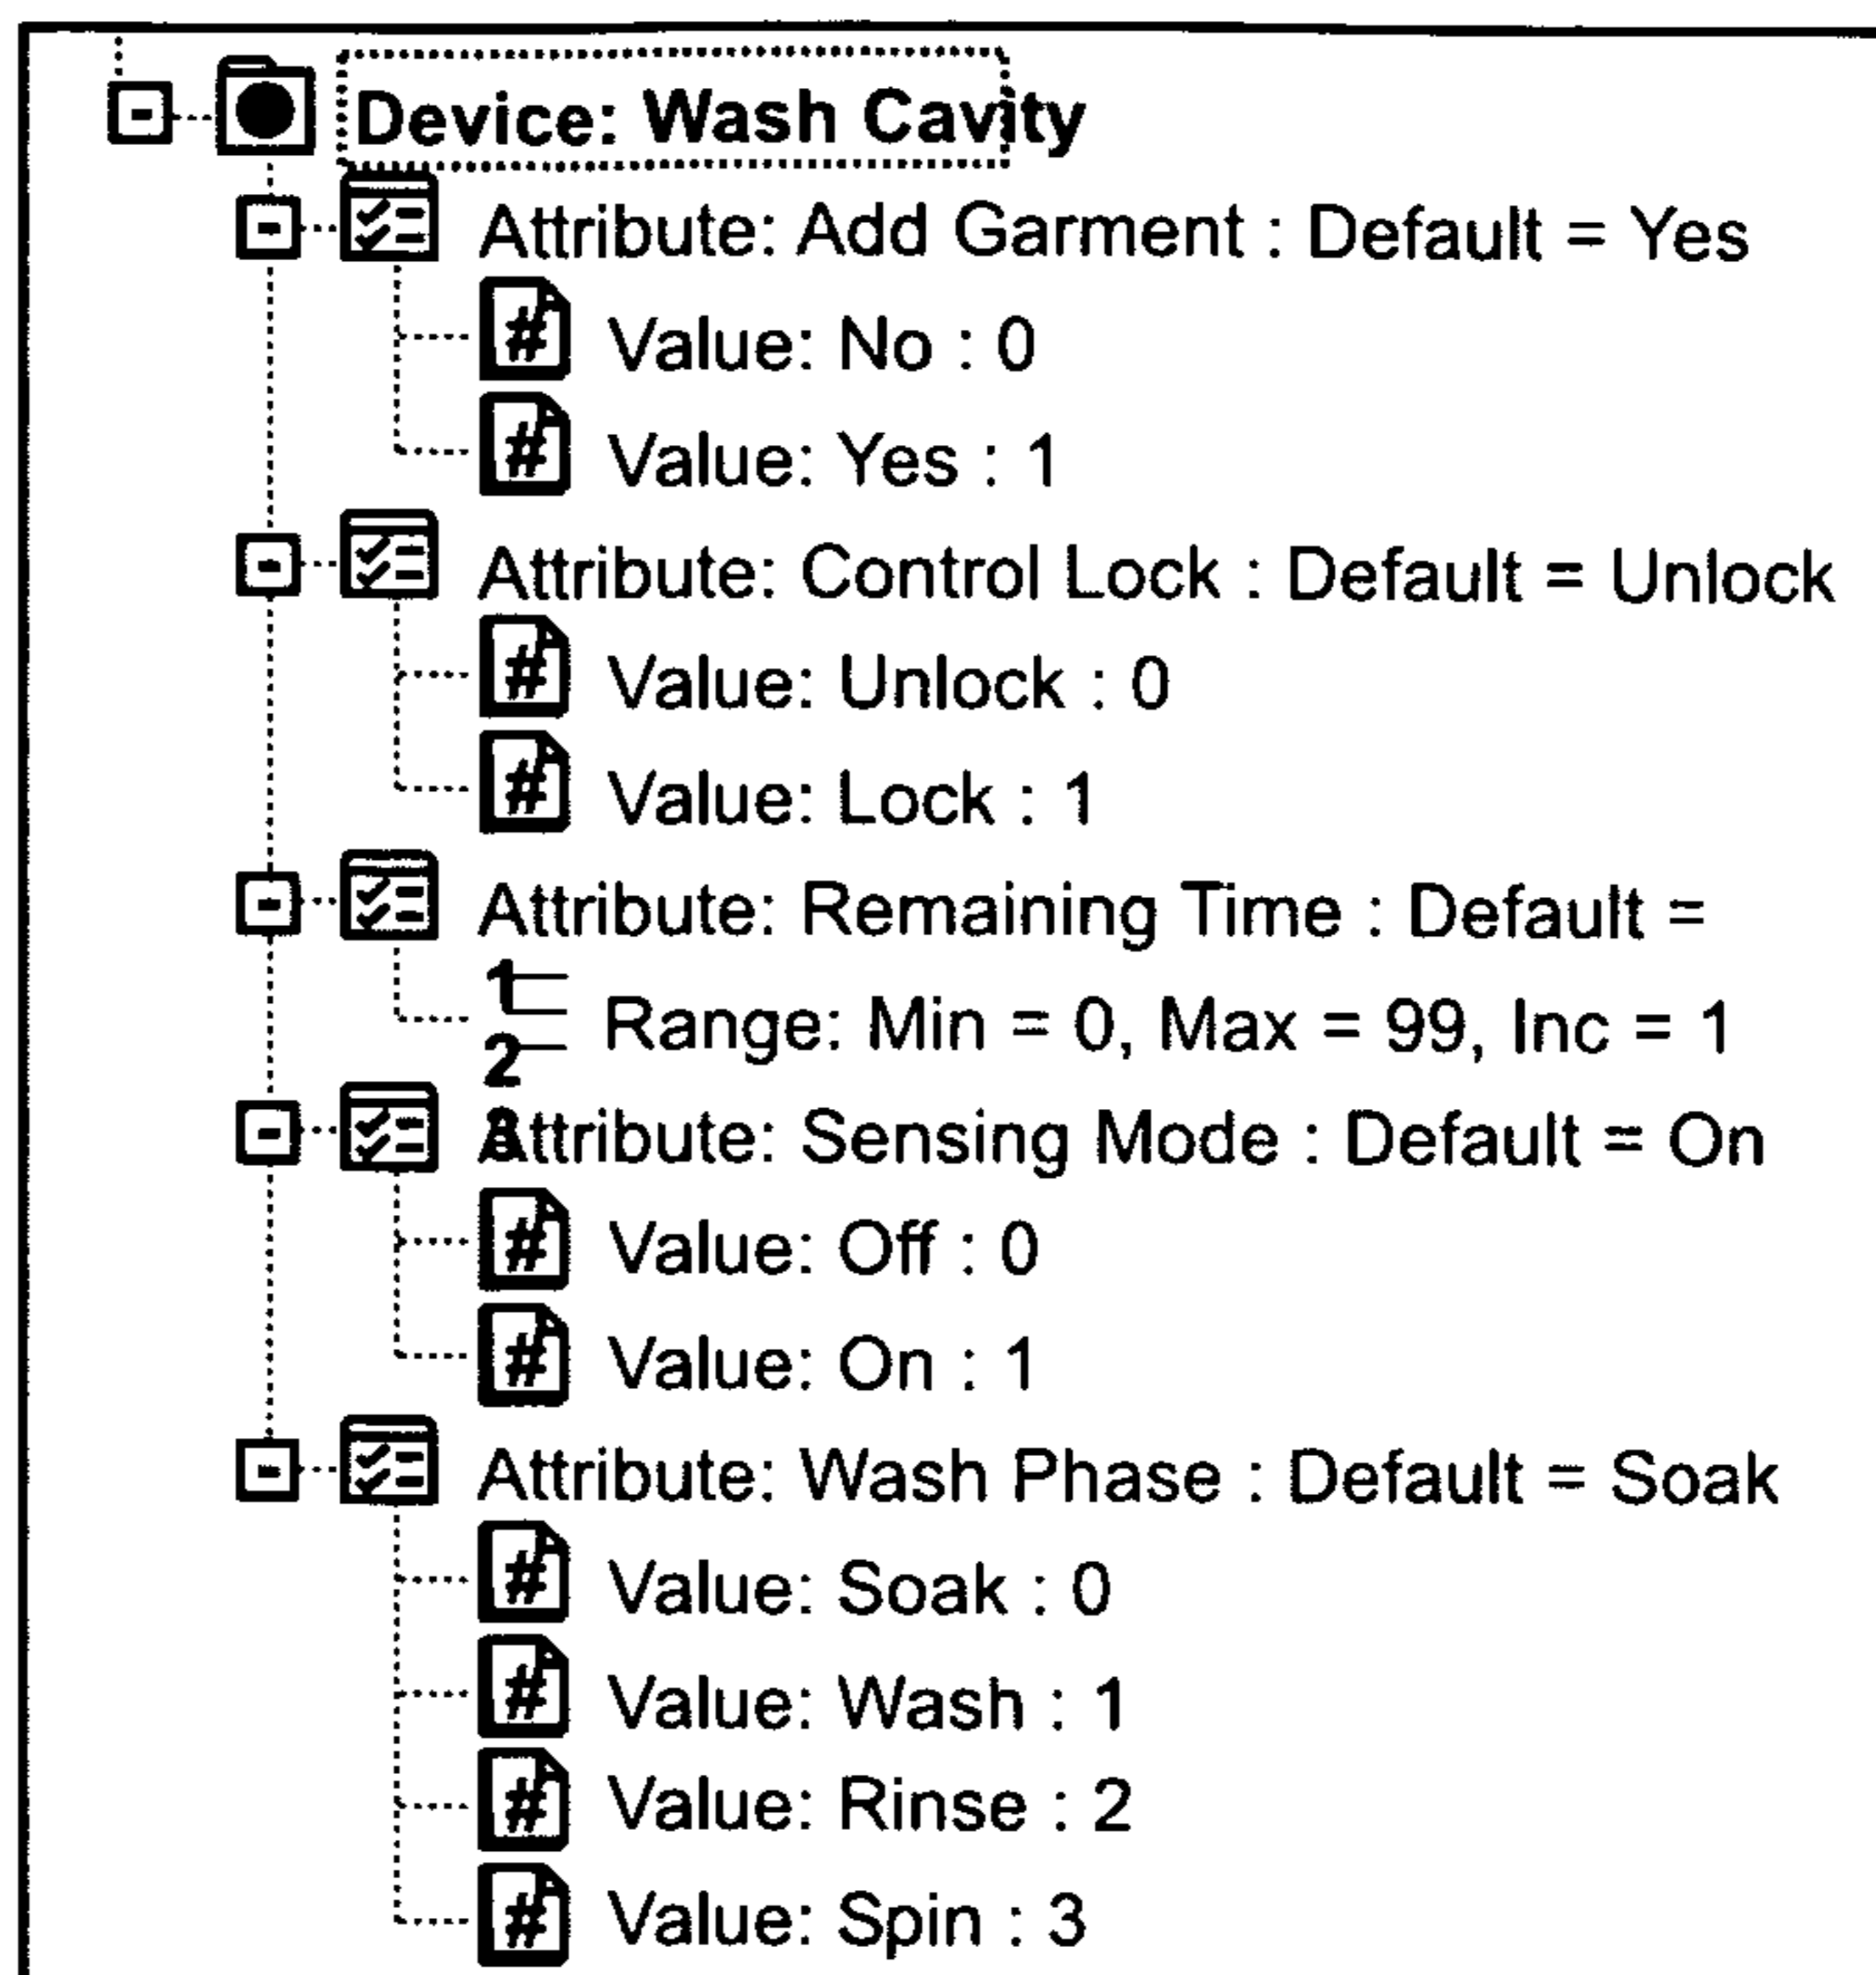 Device: Wash Cavity
Attribute: Add Garment : Default = Yes
# Value: No : 0
# Value: Yes : 1
Attribute: Control Lock : Default = Unlock
# Value: Unlock : 0
# Value: Lock : 1
Attribute: Remaining Time : Default =
1 2 3 Range: Min = 0, Max = 99, Inc = 1
Attribute: Sensing Mode : Default = On
# Value: Off : 0
# Value: On : 1
Attribute: Wash Phase : Default = Soak
# Value: Soak : 0
# Value: Wash : 1
# Value: Rinse : 2
# Value: Spin : 3